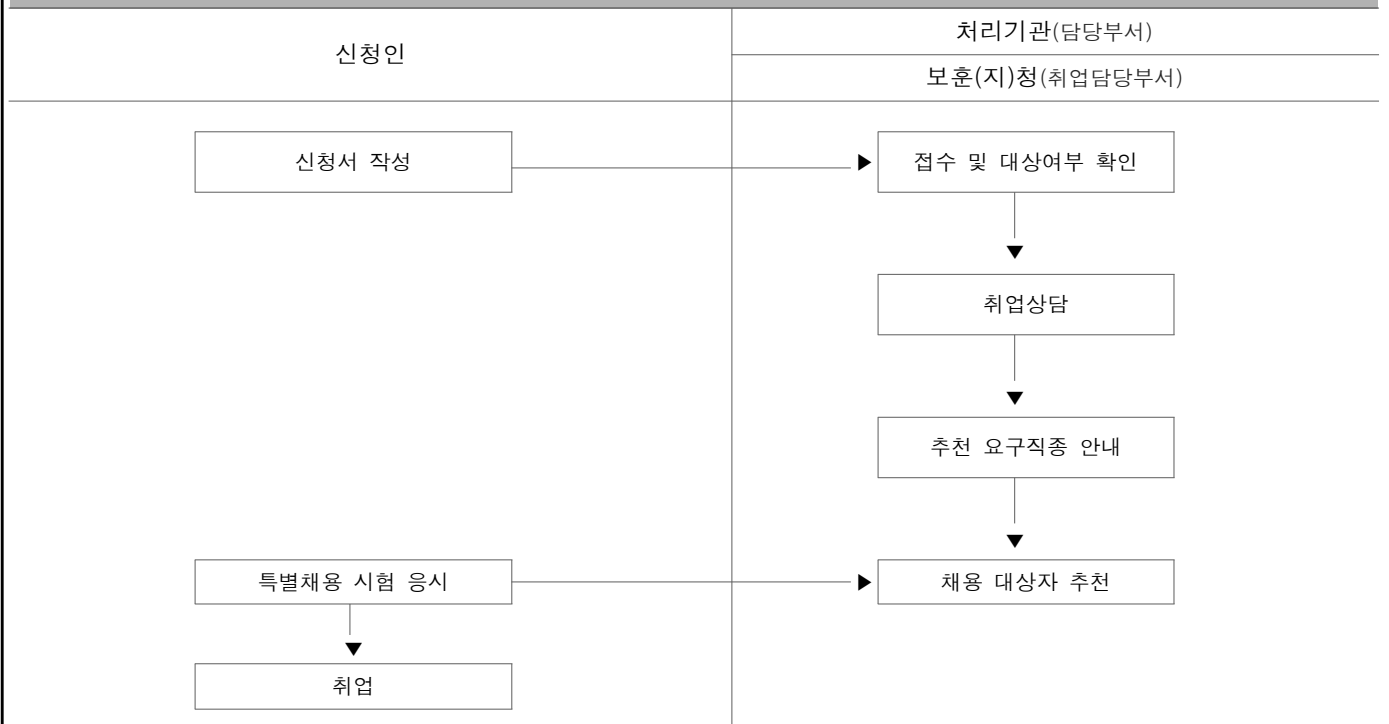 신청인
처리기관(담당부서)
보훈(지)청(취업담당부서)
신청서 작성
접수 및 대상여부 확인
취업상담
추천 요구직종 안내
특별채용 시험 응시
채용 대상자 추천
취업